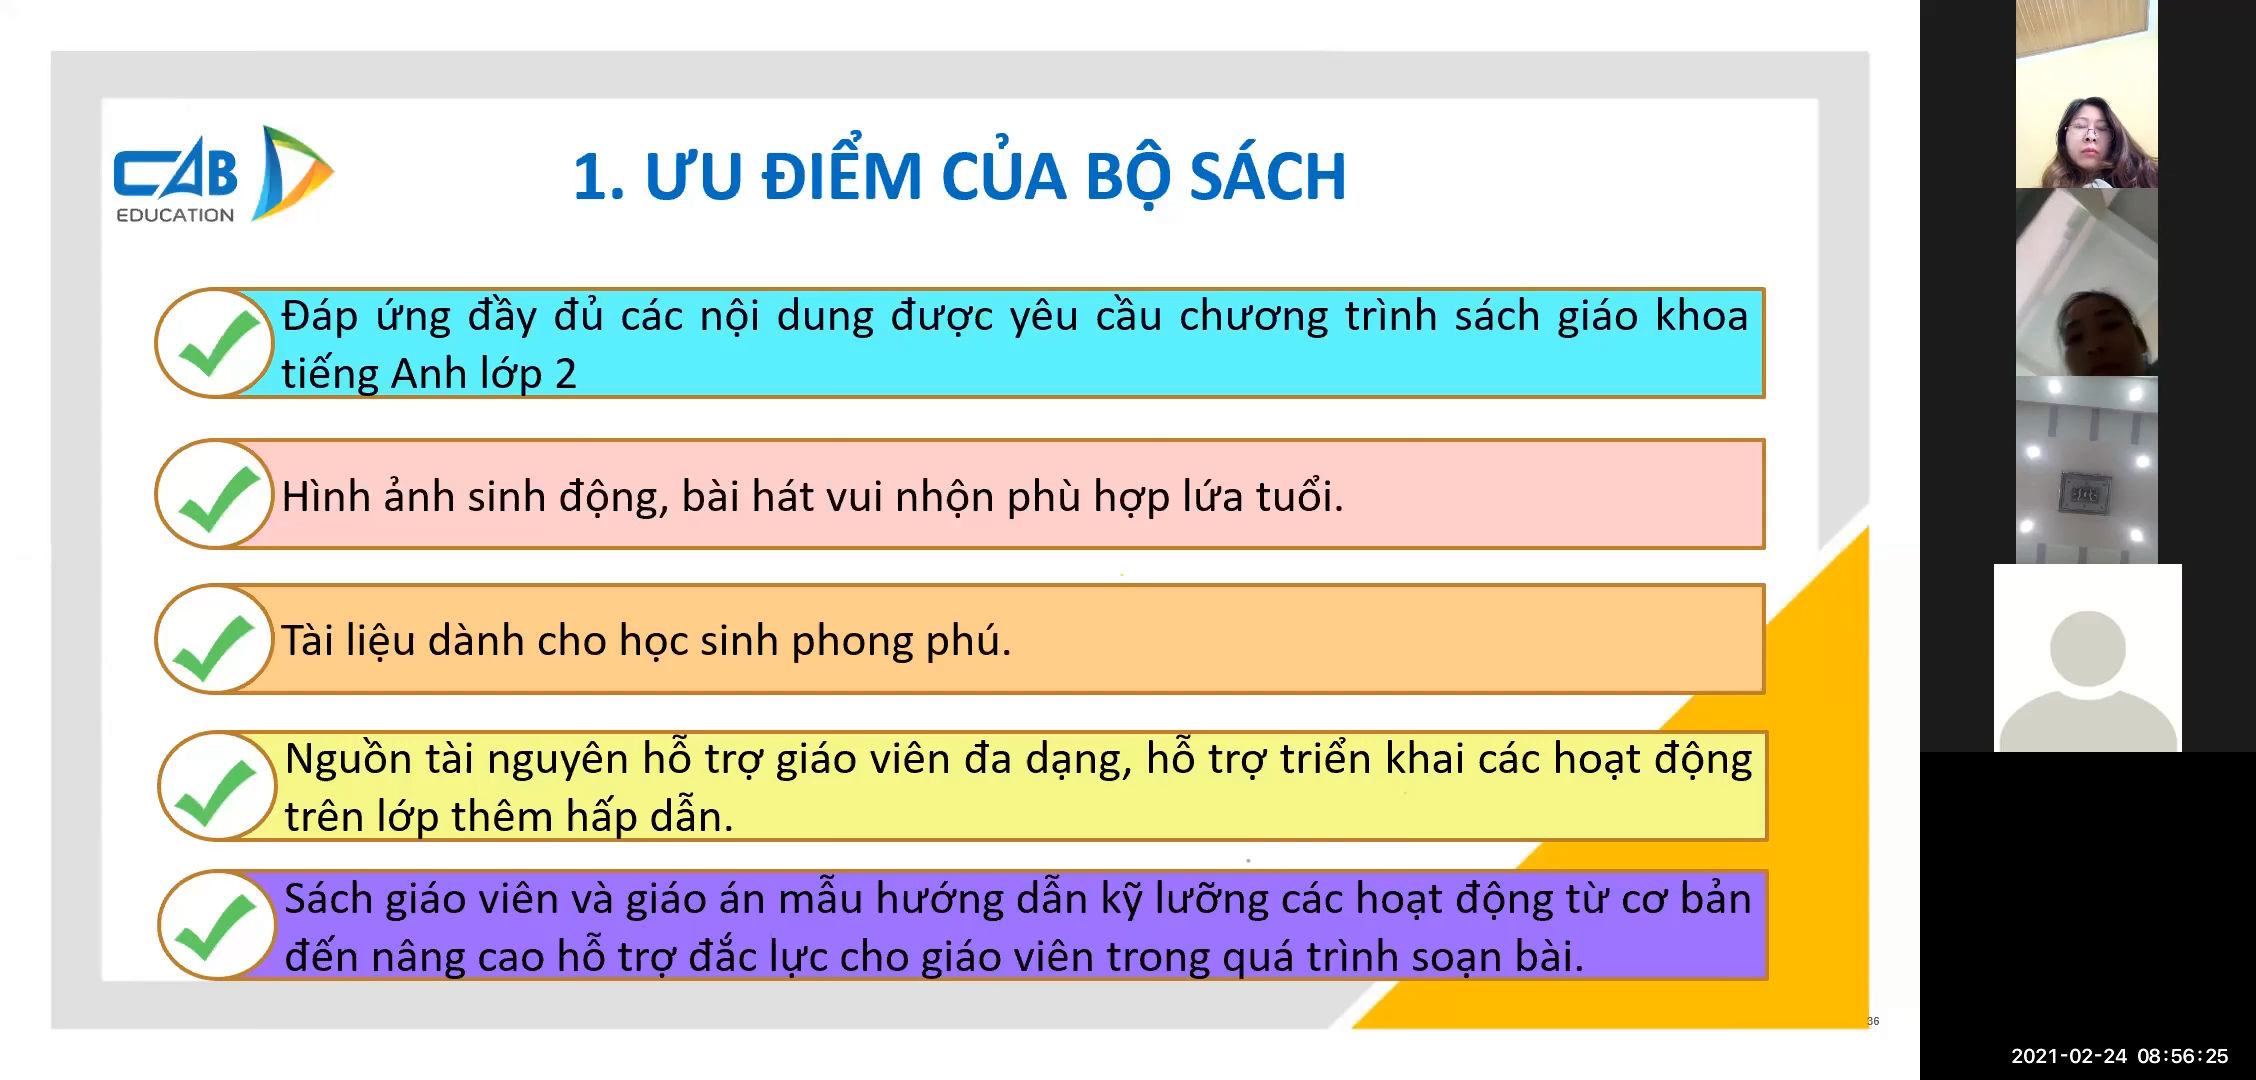 CAB
EDUCATION
1. ƯU ĐIỂM CỦA BỘ SÁCH
Đáp ứng đầy đủ các nội dung được yêu cầu chương trình sách giáo khoa
tiếng Anh lớp 2
Hình ảnh sinh động, bài hát vui nhộn phù hợp lứa tuổi.
Tài liệu dành cho học sinh phong phú.
Nguồn tài nguyên hỗ trợ giáo viên đa dạng, hỗ trợ triển khai các hoạt động
trên lớp thêm hấp dẫn.
Sách giáo viên và giáo án mẫu hướng dẫn kỹ lưỡng các hoạt động từ cơ bản
đến nâng cao hỗ trợ đắc lực cho giáo viên trong quá trình soạn bài.
36
2021-02-24 08:56:25